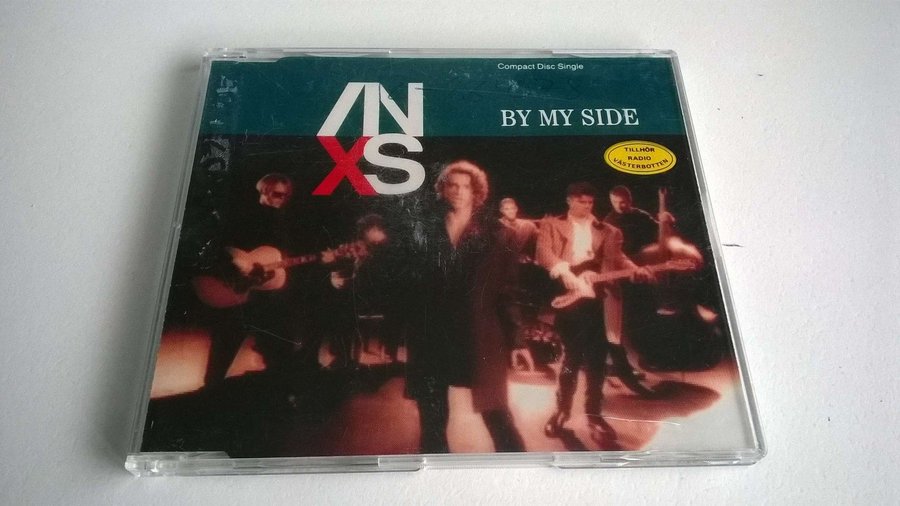 Compact Disc Single
INXS
BY MY SIDE
TILLHÖR
RADIO
VÄSTERBOTTEN